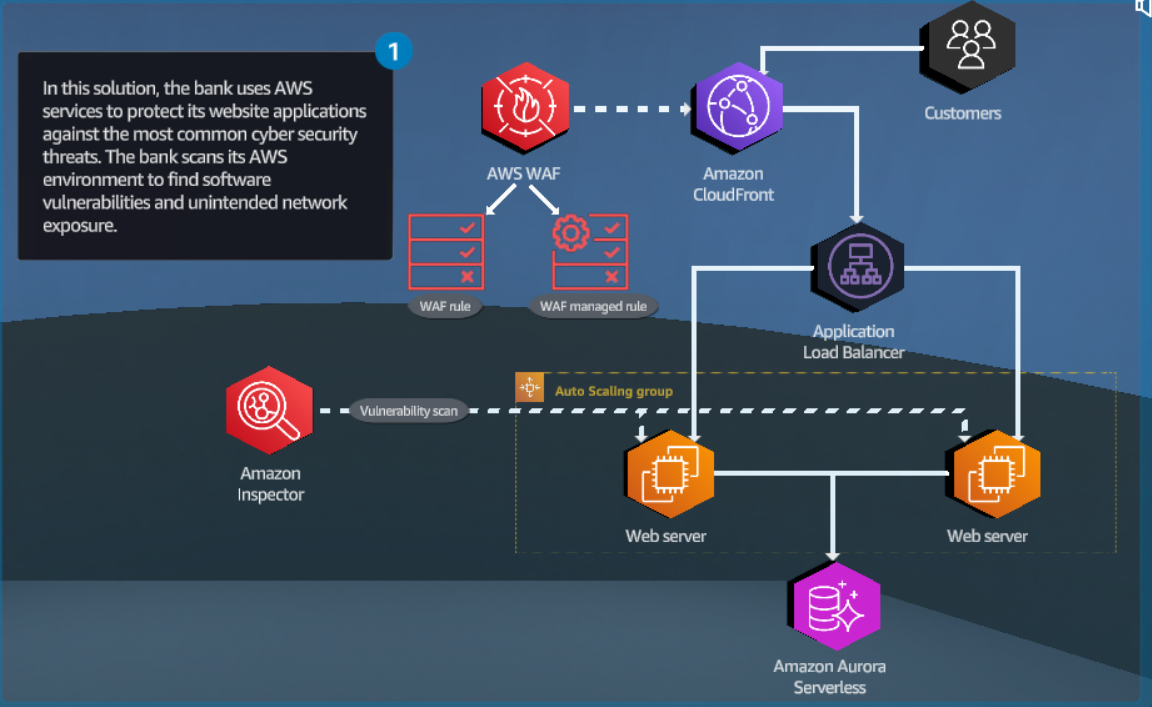 1
In this solution, the bank uses AWS
services to protect its website applications
against the most common cyber security
threats. The bank scans its AWS
environment to find software
vulnerabilities and unintended network
exposure.
AWS WAF
Amazon
CloudFront
Customers
WAF rule
WAF managed rule
Application
Load Balancer
Auto Scaling group
Vulnerability scan
Amazon
Inspector
Web server
Web server
Amazon Aurora
Serverless